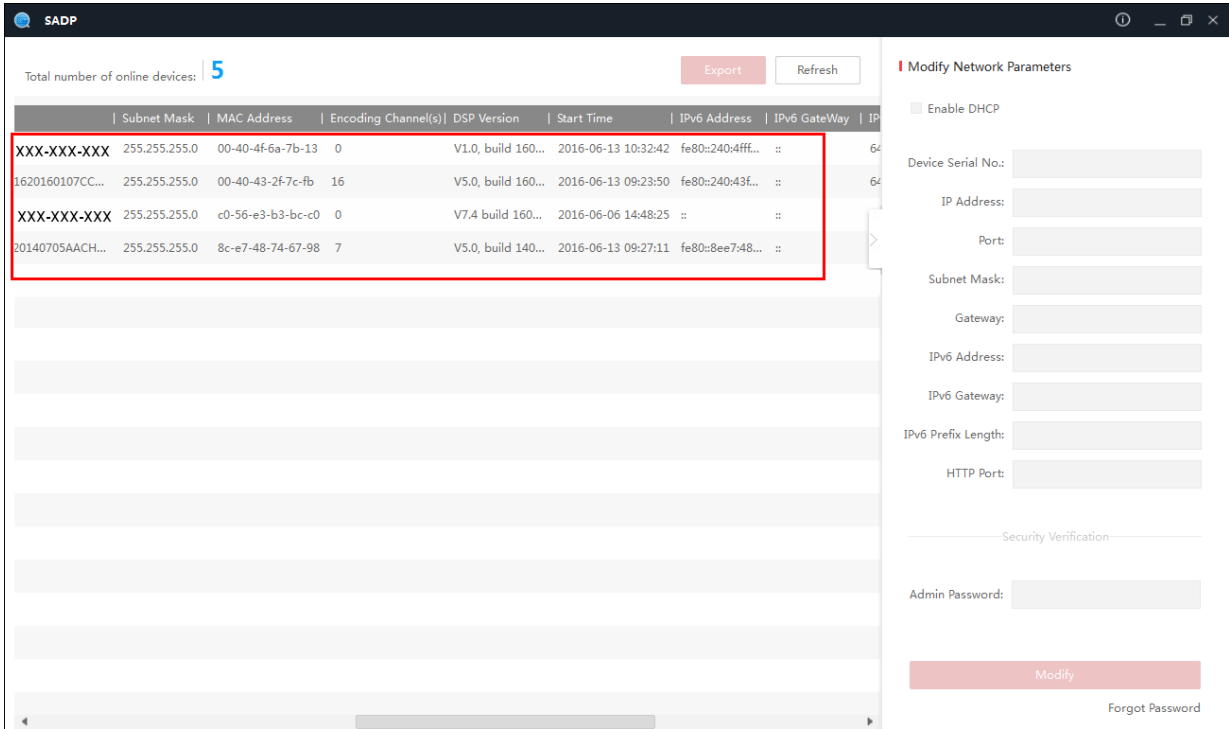 SADP
Total number of online devices: 5
Export
Refresh
| Subnet Mask | MAC Address | Encoding Channel(s)| DSP Version | Start Time | IPv6 Address | IPv6 GateWay | IP
XXX-XXX-XXX 255.255.255.0 00-40-4f-6a-7b-13 0 V1.0, build 160... 2016-06-13 10:32:42 fe80::240:4fff... :: 64
1620160107CC... 255.255.255.0 00-40-43-2f-7c-fb 16 V5.0, build 160... 2016-06-13 09:23:50 fe80::240:43f... :: 64
XXX-XXX-XXX 255.255.255.0 c0-56-e3-b3-bc-c0 0 V7.4 build 160... 2016-06-06 14:48:25 :: ::
20140705AACH... 255.255.255.0 8c-e7-48-74-67-98 7 V5.0, build 140... 2016-06-13 09:27:11 fe80::8ee7:48... ::
Modify Network Parameters
Enable DHCP
Device Serial No.:
IP Address:
Port:
Subnet Mask:
Gateway:
IPv6 Address:
IPv6 Gateway:
IPv6 Prefix Length:
HTTP Port:
Security Verification
Admin Password:
Modify
Forgot Password